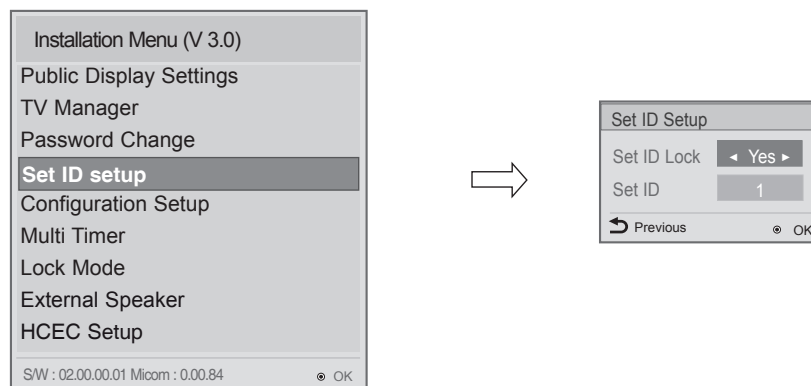 Installation Menu (V 3.0)
Public Display Settings
TV Manager
Password Change
Set ID setup
Configuration Setup
Multi Timer
Lock Mode
External Speaker
HCEC Setup
S/W : 02.00.00.01 Micom : 0.00.84 ◉ OK
Set ID Setup
Set ID Lock ◄ Yes ►
Set ID 1
Previous ◉ OK